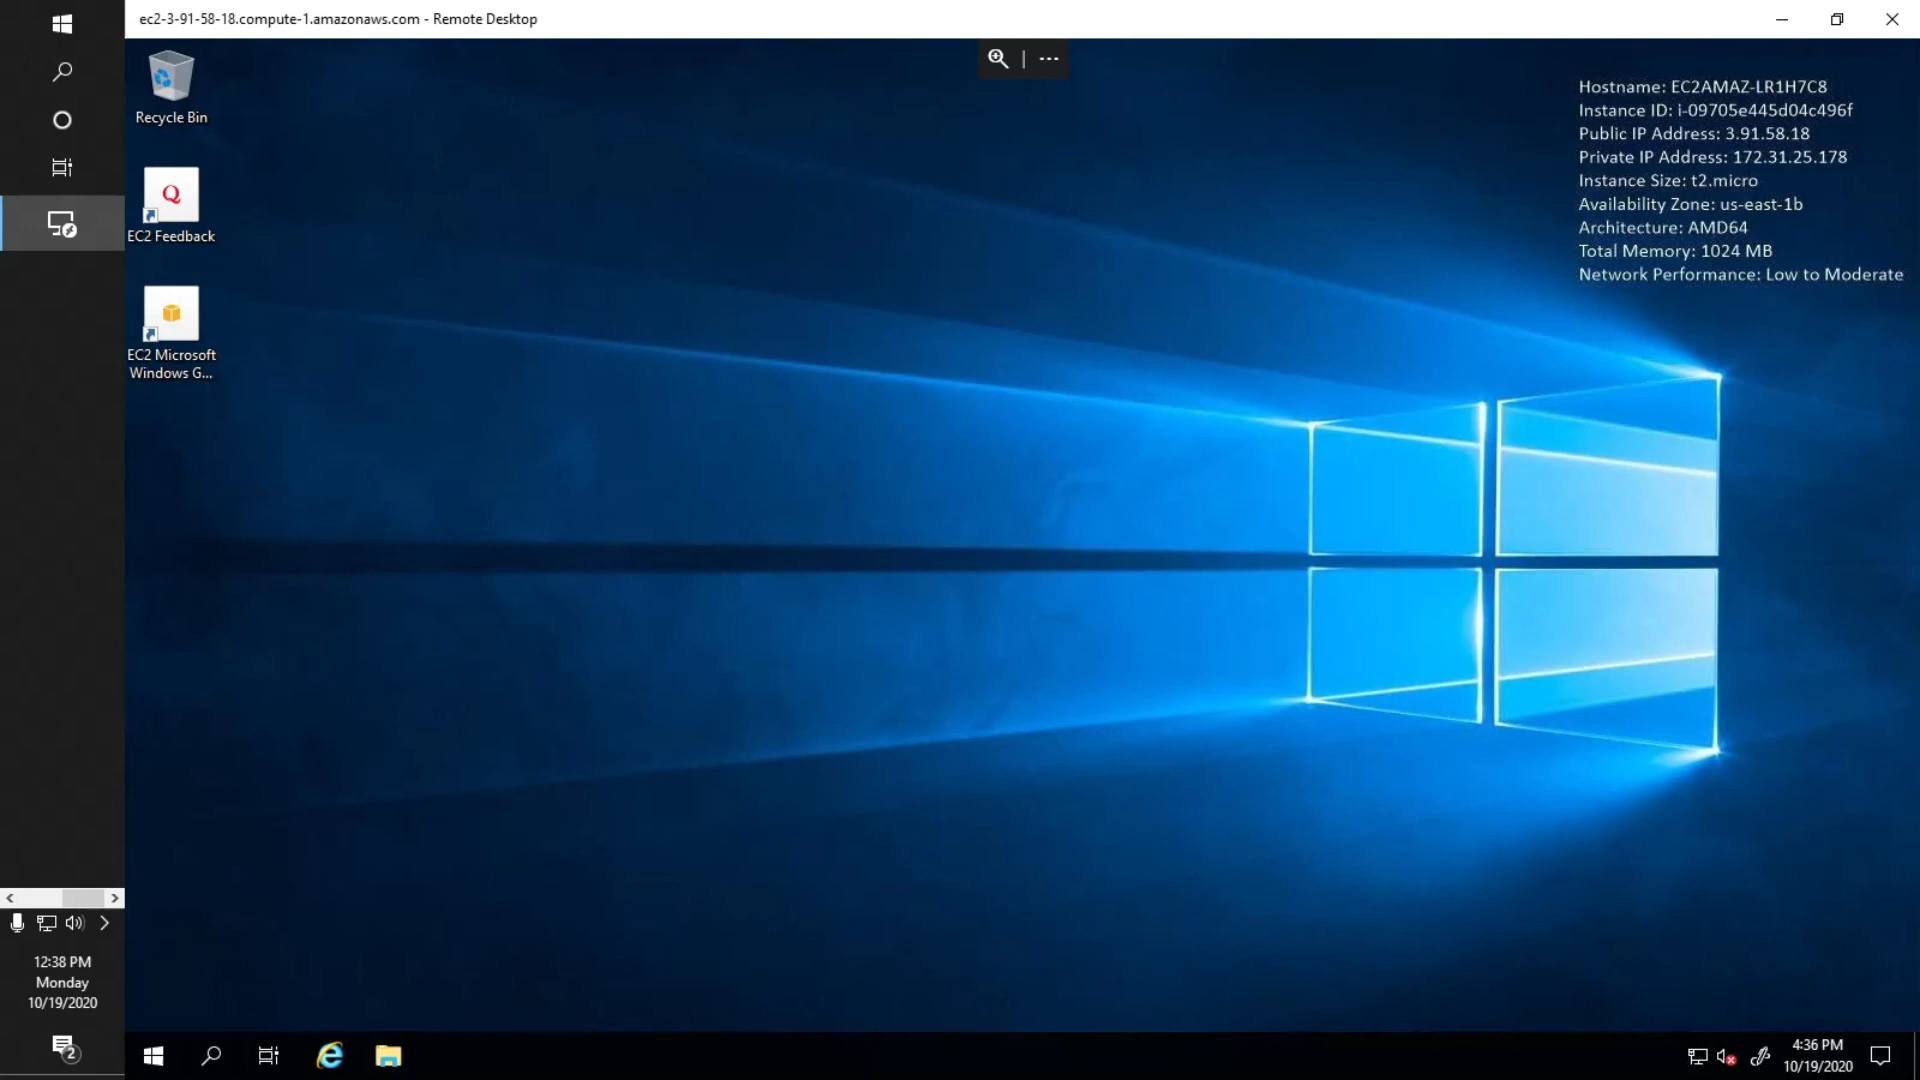 ec2-3-91-58-18.compute-1.amazonaws.com - Remote Desktop
Recycle Bin
Q
EC2 Feedback
EC2 Microsoft
Windows G...
Hostname: EC2AMAZ-LR1H7C8
Instance ID: i-09705e445d04c496f
Public IP Address: 3.91.58.18
Private IP Address: 172.31.25.178
Instance Size: t2.micro
Availability Zone: us-east-1b
Architecture: AMD64
Total Memory: 1024 MB
Network Performance: Low to Moderate
12:38 PM
Monday
10/19/2020
2
4:36 PM
10/19/2020